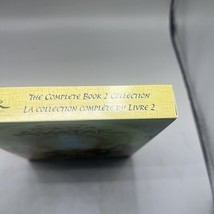 THE COMPLETE BOOK 2 COLLECTION
LA COLLECTION COMPLÈTE DU LIVRE 2